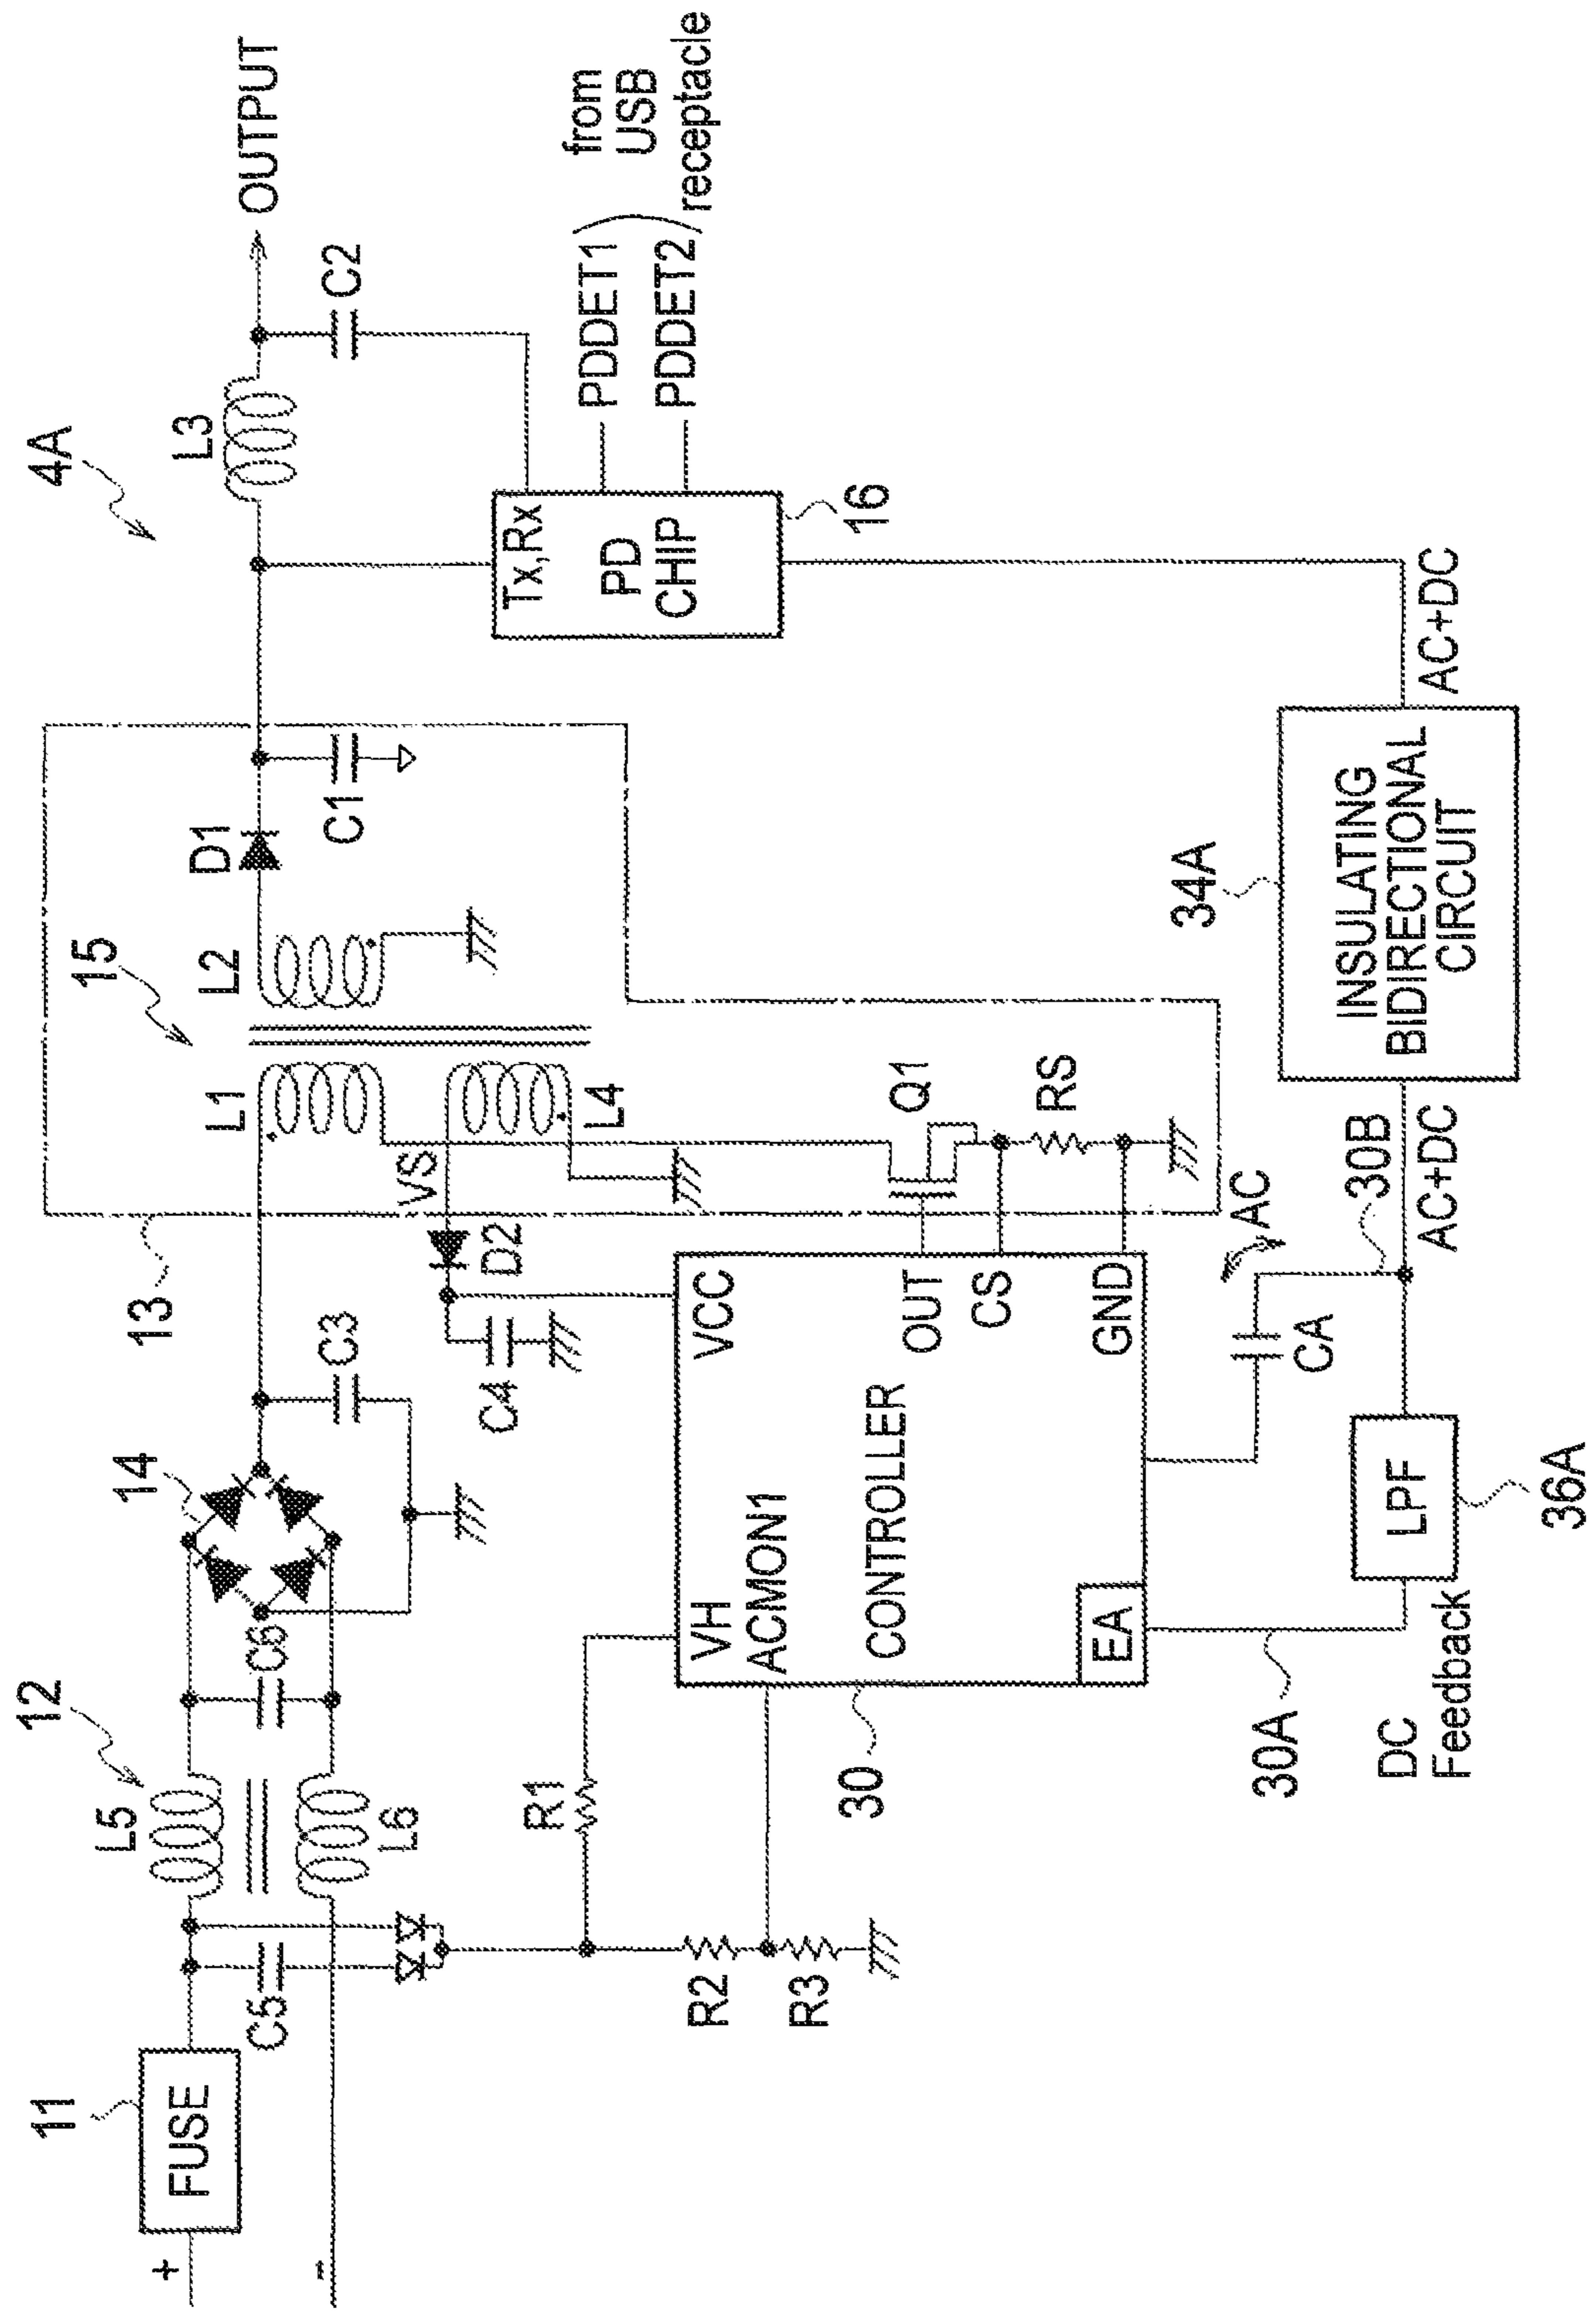 4A
15
13
14
12
11
FUSE
+
-
L5
L6
C5
C6
C3
L1
L2
D1
C1
L3
OUTPUT
C2
VS
L4
D2
C4
R1
R2
R3
VH
ACMON1
VCC
CONTROLLER
OUT
CS
GND
EA
30
Q1
RS
Tx,Rx
PD
CHIP
16
PDDET1
PDDET2
from
USB
receptacle
AC
CA
30B
30A
DC
Feedback
LPF
36A
AC+DC
34A
INSULATING
BIDIRECTIONAL
CIRCUIT
AC+DC